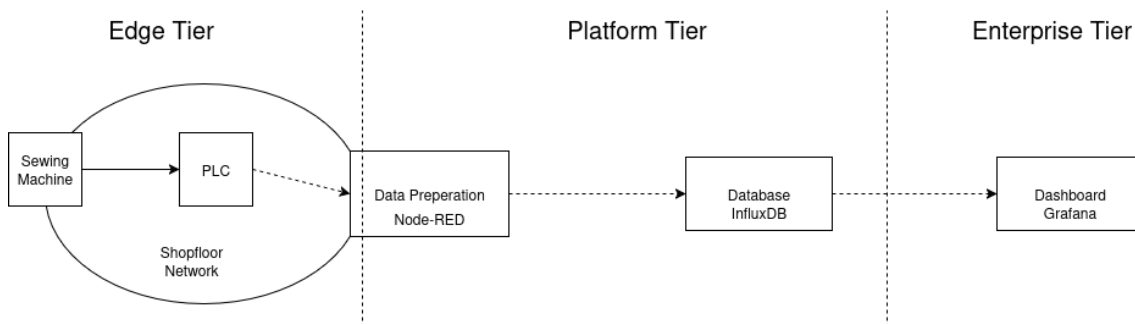 Edge Tier
Platform Tier
Enterprise Tier
Sewing
Machine
PLC
Data Preperation
Node-RED
Database
InfluxDB
Dashboard
Grafana
Shopfloor
Network